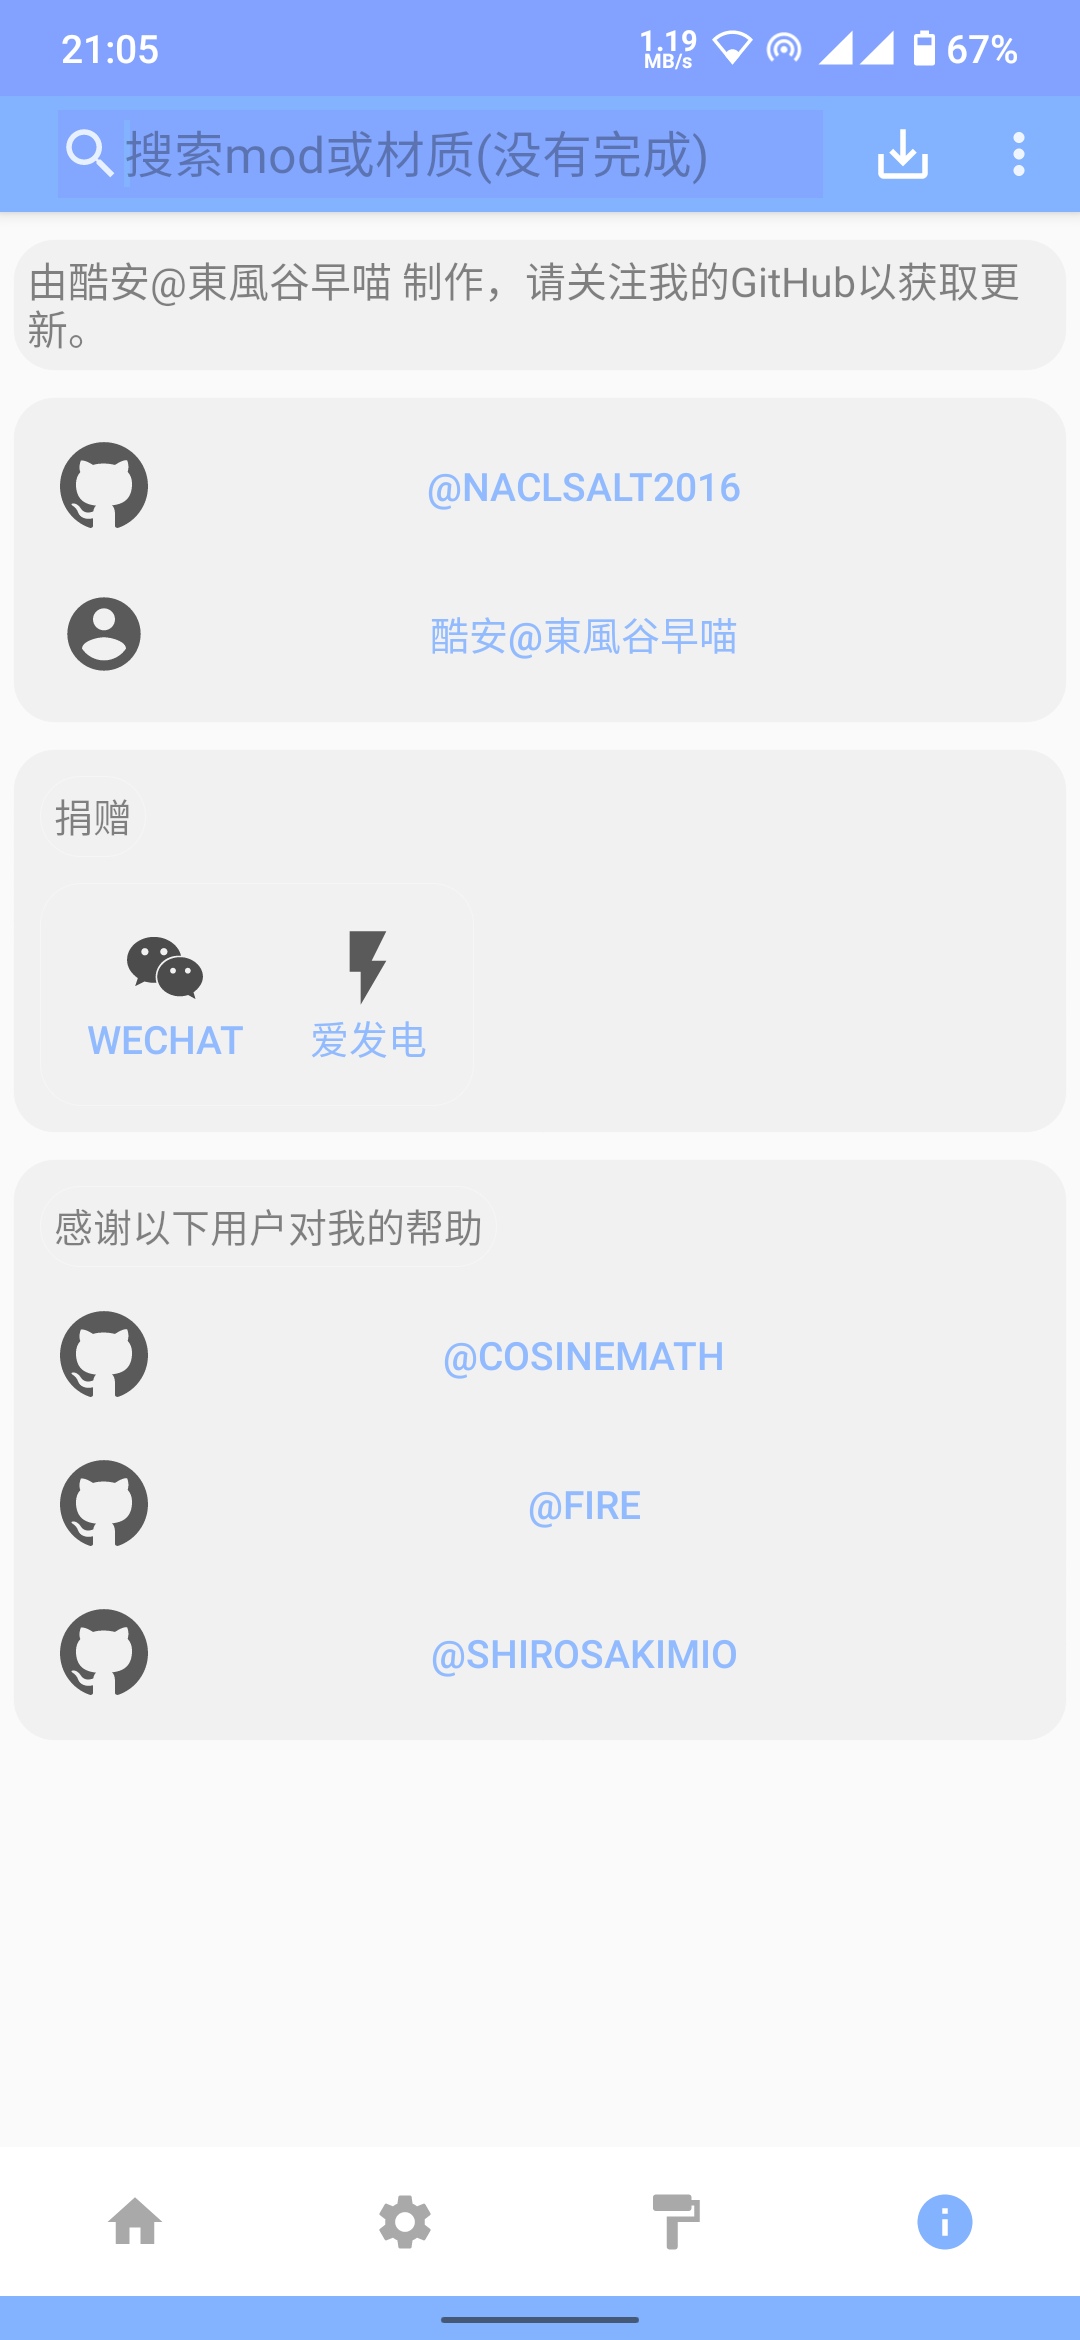 21:05
1.19
MB/s
67%
搜索mod或材质(没有完成)
由酷安@東風谷早喵 制作，请关注我的GitHub以获取更
新。
@NACLSALT2016
酷安@東風谷早喵
捐赠
WECHAT
爱发电
感谢以下用户对我的帮助
@COSINEMATH
@FIRE
@SHIROSAKIMIO